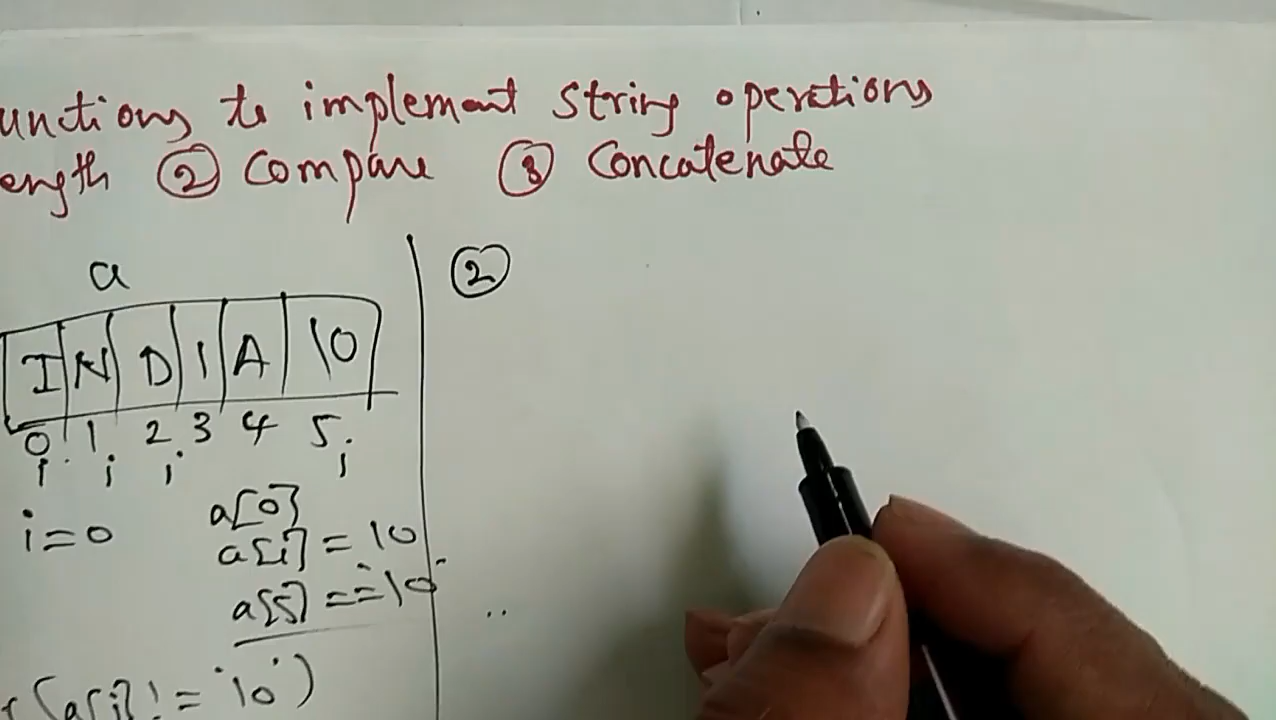 unctions to implement string operations
ength ② Compare ③ Concatenate
a
②
I N D I A \0
0 1 2 3 4 5
i i i i
i=0 a[0]
a[i] = \0
a[5] == '\0'
(a[i] != '\0')